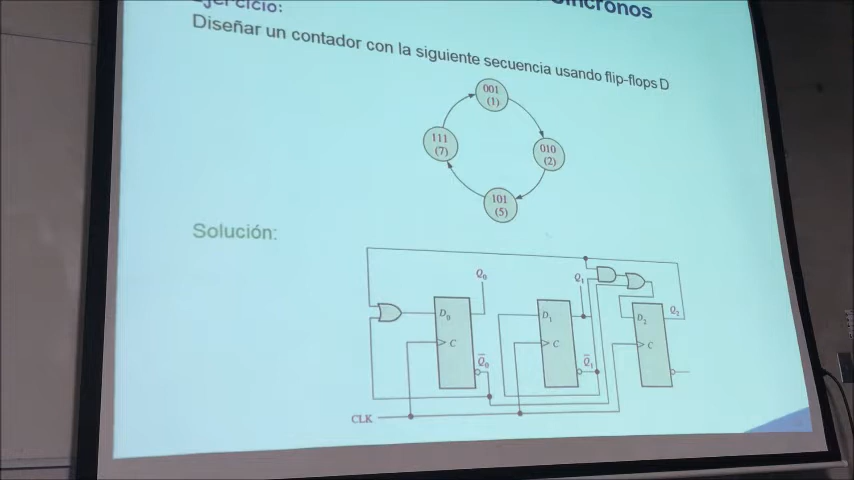 Ejercicio:
Síncronos
Diseñar un contador con la siguiente secuencia usando flip-flops D
001
(1)
111
(7)
010
(2)
101
(5)
Solución:
Q0
Q1
D0
D1
D2
Q2
C
C
C
Q̅0
Q̅1
CLK